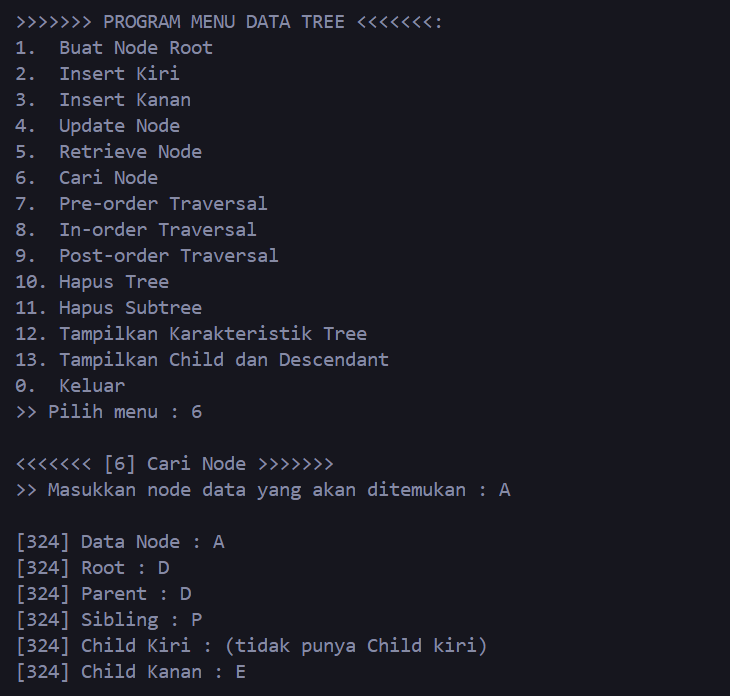 >>>>>>> PROGRAM MENU DATA TREE <<<<<<<:
1.  Buat Node Root
2.  Insert Kiri
3.  Insert Kanan
4.  Update Node
5.  Retrieve Node
6.  Cari Node
7.  Pre-order Traversal
8.  In-order Traversal
9.  Post-order Traversal
10. Hapus Tree
11. Hapus Subtree
12. Tampilkan Karakteristik Tree
13. Tampilkan Child dan Descendant
0.  Keluar
>> Pilih menu : 6
<<<<<<< [6] Cari Node >>>>>>>
>> Masukkan node data yang akan ditemukan : A
[324] Data Node : A
[324] Root : D
[324] Parent : D
[324] Sibling : P
[324] Child Kiri : (tidak punya Child kiri)
[324] Child Kanan : E